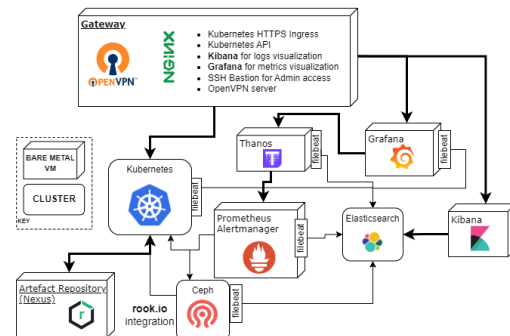 Gateway
OPENVPN™
NGINX
• Kubernetes HTTPS Ingress
• Kubernetes API
• Kibana for logs visualization
• Grafana for metrics visualization
• SSH Bastion for Admin access
• OpenVPN server
Thanos
filebeat
Grafana
filebeat
BARE METAL
VM
CLUSTER
KEY
Kubernetes
filebeat
Prometheus
Alertmanager
filebeat
Elasticsearch
Kibana
Artefact Repository
(Nexus)
r
rook.io
integration
Ceph
filebeat